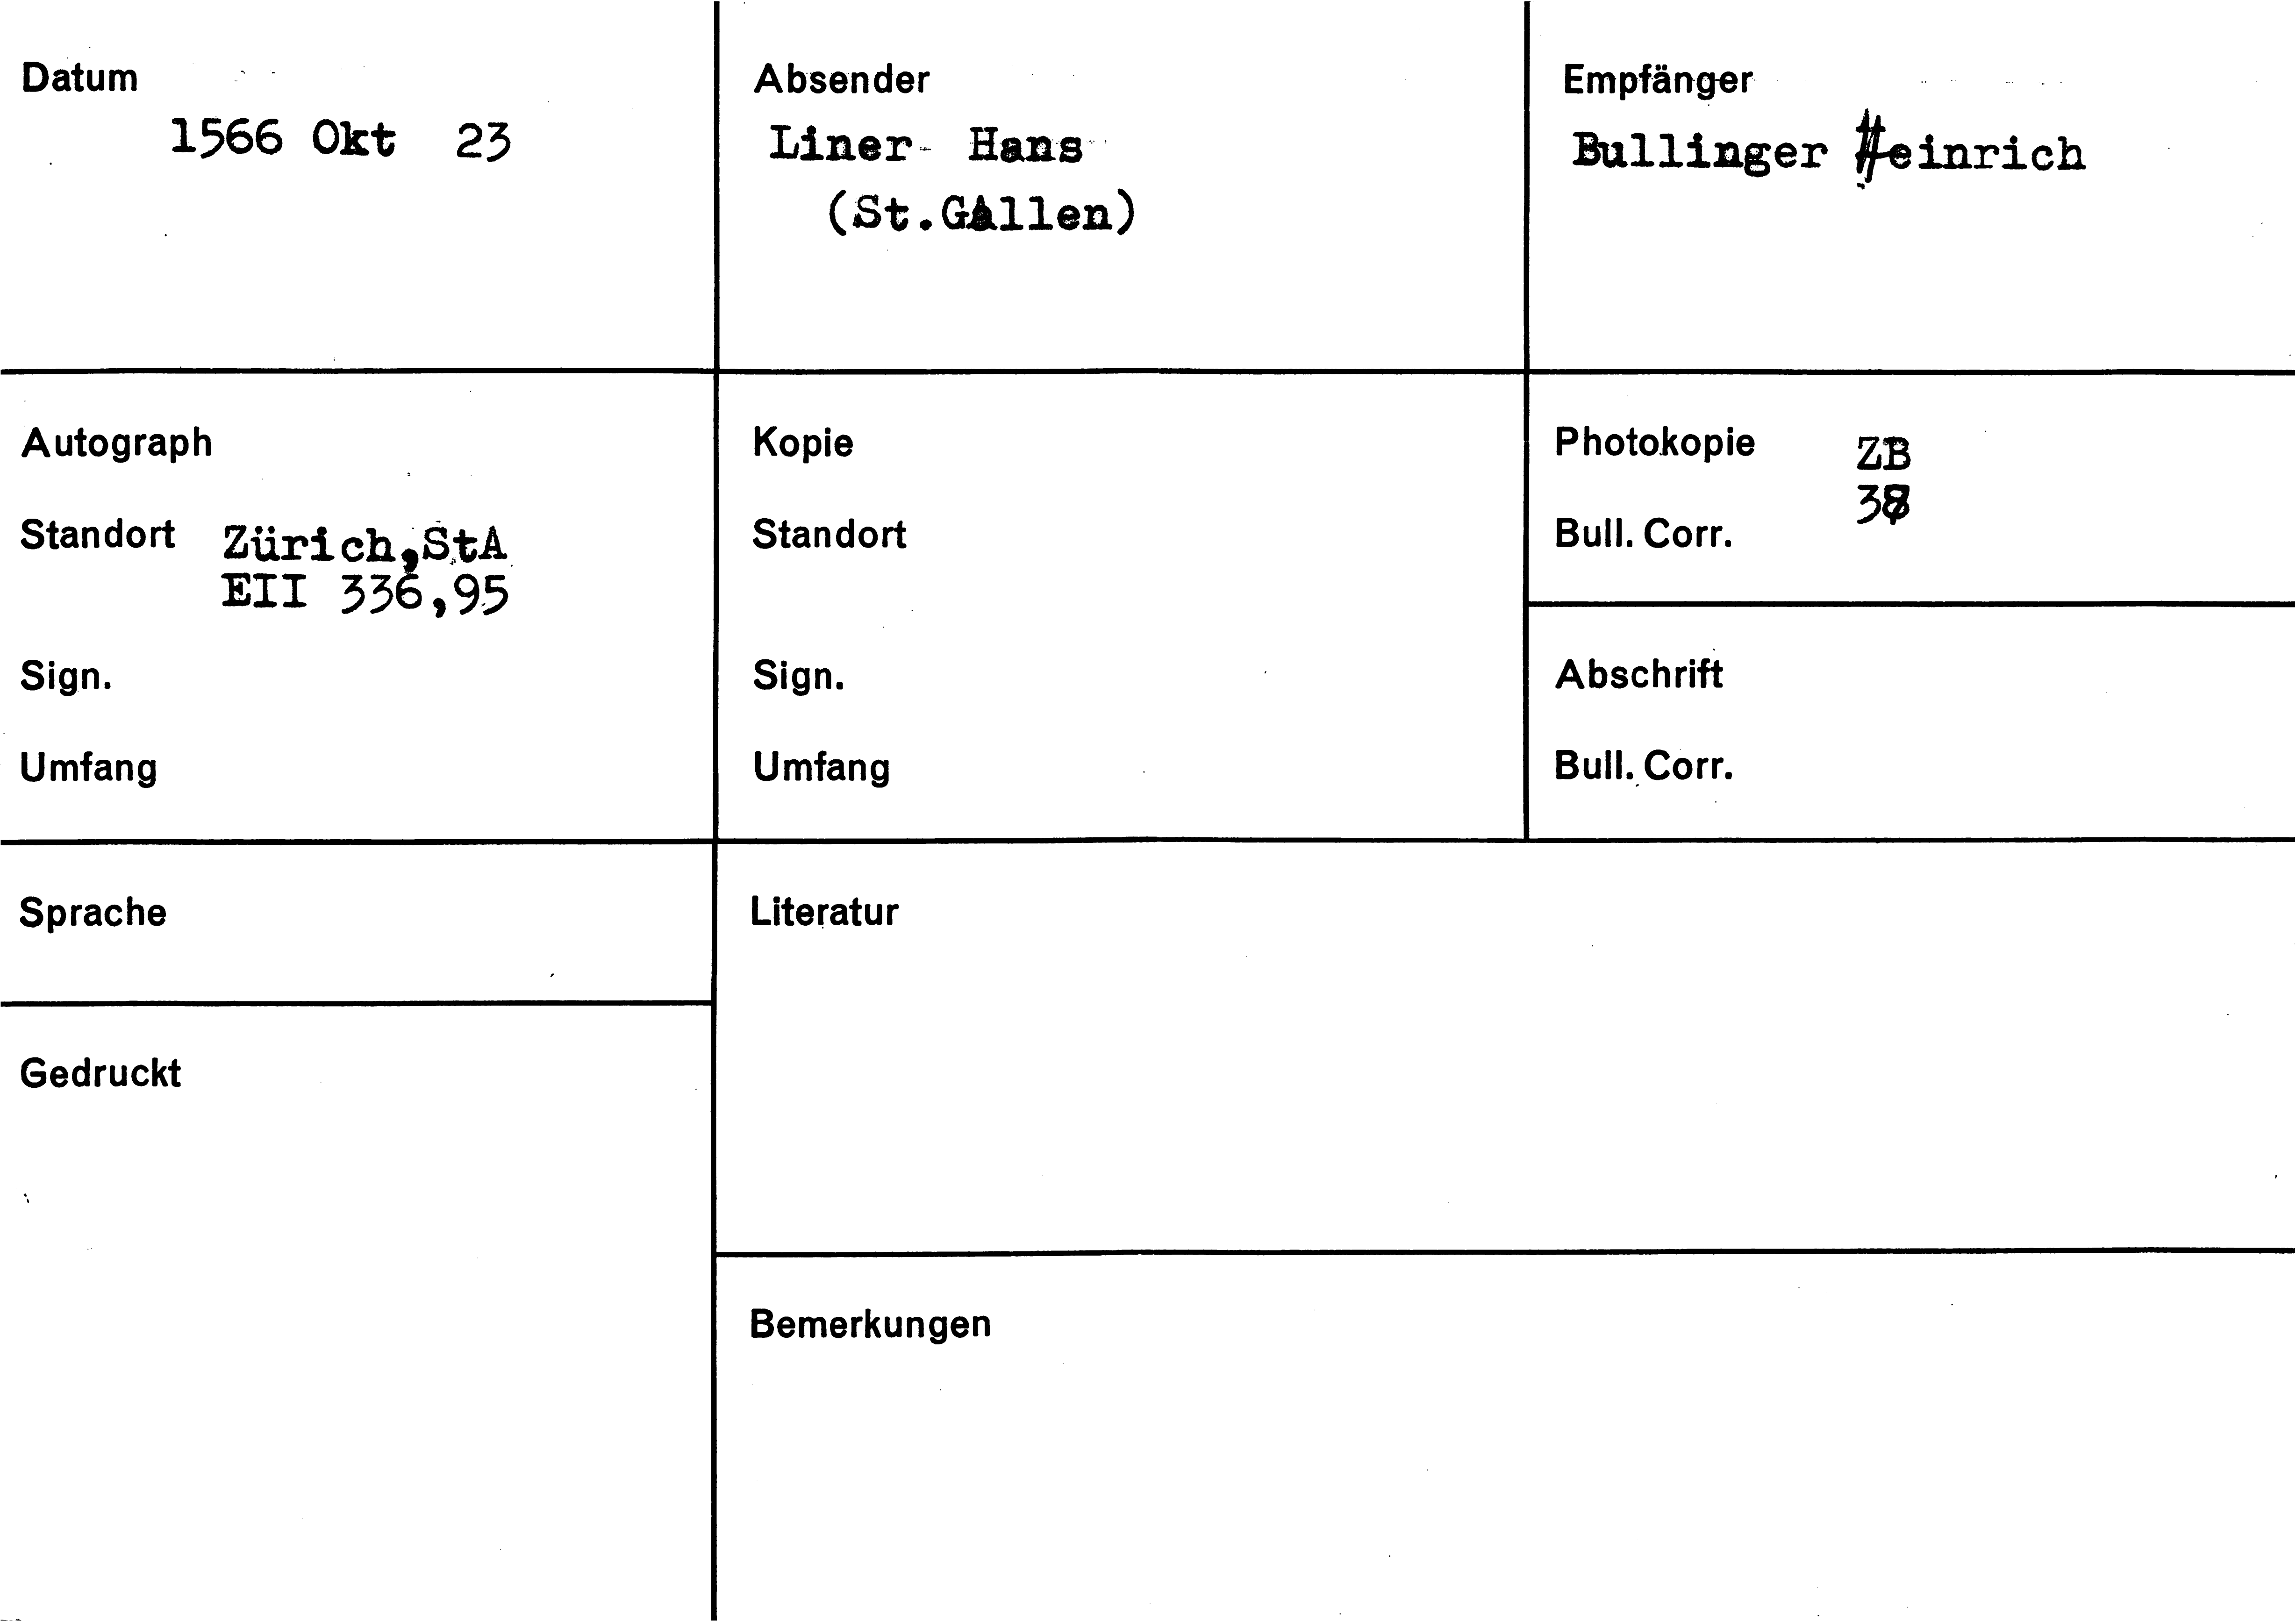 Datum
1566 Okt 23
Absender
Liner Hans
(St.GAllen)
Empfänger
Bullinger Heinrich
Autograph
Standort Zürich,StA
EII 336,95
Sign.
Umfang
Kopie
Standort
Sign.
Umfang
Photokopie ZB
Bull. Corr.
Abschrift
Bull. Corr.
Sprache
Gedruckt
Literatur
Bemerkungen